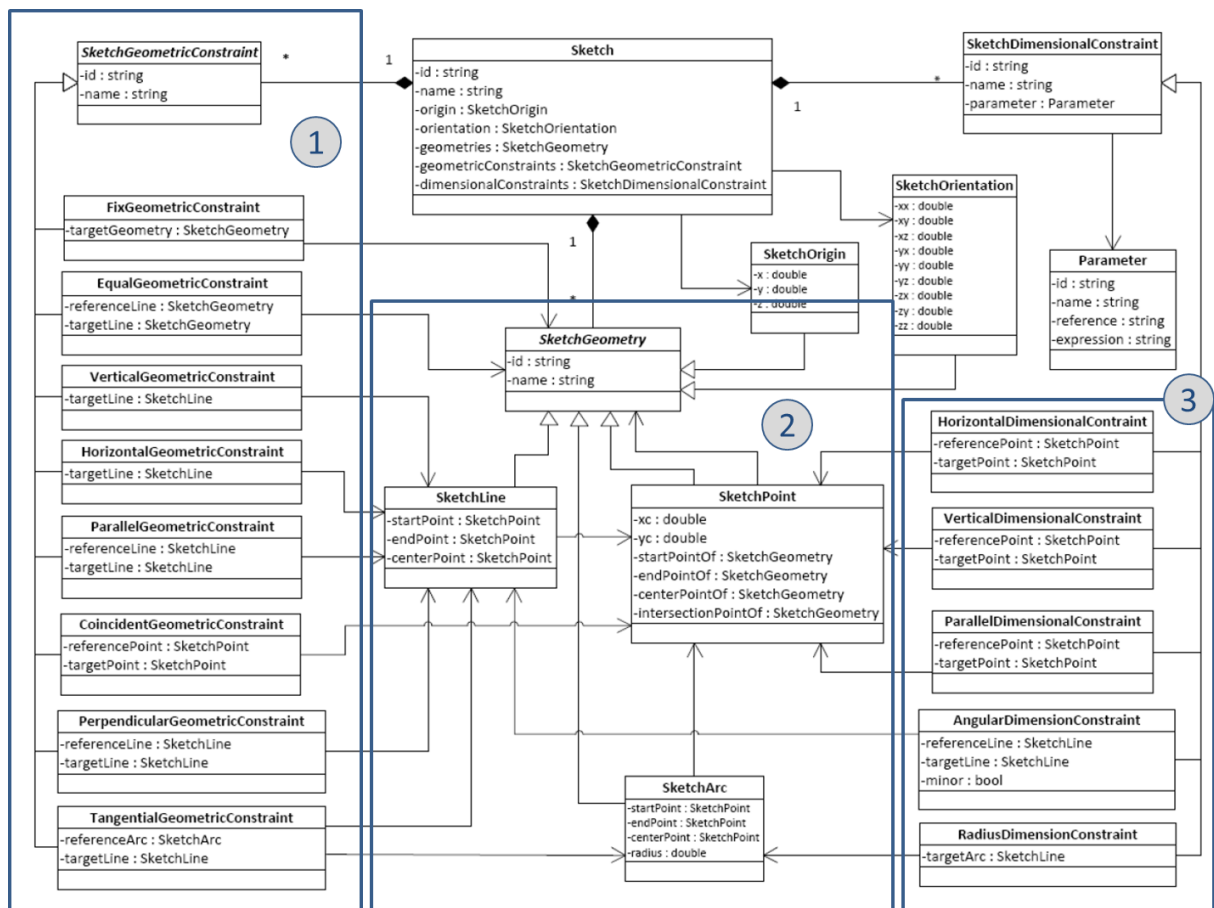 SketchGeometricConstraint
-id : string
-name : string
*
1
Sketch
-id : string
-name : string
-origin : SketchOrigin
-orientation : SketchOrientation
-geometries : SketchGeometry
-geometricConstraints : SketchGeometricConstraint
-dimensionalConstraints : SketchDimensionalConstraint
1
*
1
*
SketchDimensionalConstraint
-id : string
-name : string
-parameter : Parameter
1
FixGeometricConstraint
-targetGeometry : SketchGeometry
EqualGeometricConstraint
-referenceLine : SketchGeometry
-targetLine : SketchGeometry
VerticalGeometricConstraint
-targetLine : SketchLine
HorizontalGeometricConstraint
-targetLine : SketchLine
ParallelGeometricConstraint
-referenceLine : SketchLine
-targetLine : SketchLine
CoincidentGeometricConstraint
-referencePoint : SketchPoint
-targetPoint : SketchPoint
PerpendicularGeometricConstraint
-referenceLine : SketchLine
-targetLine : SketchLine
TangentialGeometricConstraint
-referenceArc : SketchArc
-targetLine : SketchLine
SketchOrigin
-x : double
-y : double
-z : double
SketchOrientation
-xx : double
-xy : double
-xz : double
-yx : double
-yy : double
-yz : double
-zx : double
-zy : double
-zz : double
Parameter
-id : string
-name : string
-reference : string
-expression : string
SketchGeometry
-id : string
-name : string
2
SketchLine
-startPoint : SketchPoint
-endPoint : SketchPoint
-centerPoint : SketchPoint
SketchPoint
-xc : double
-yc : double
-startPointOf : SketchGeometry
-endPointOf : SketchGeometry
-centerPointOf : SketchGeometry
-intersectionPointOf : SketchGeometry
SketchArc
-startPoint : SketchPoint
-endPoint : SketchPoint
-centerPoint : SketchPoint
-radius : double
3
HorizontalDimensionalContraint
-referencePoint : SketchPoint
-targetPoint : SketchPoint
VerticalDimensionalConstraint
-referencePoint : SketchPoint
-targetPoint : SketchPoint
ParallelDimensionalConstraint
-referencePoint : SketchPoint
-targetPoint : SketchPoint
AngularDimensionConstraint
-referenceLine : SketchLine
-targetLine : SketchLine
-minor : bool
RadiusDimensionConstraint
-targetArc : SketchLine